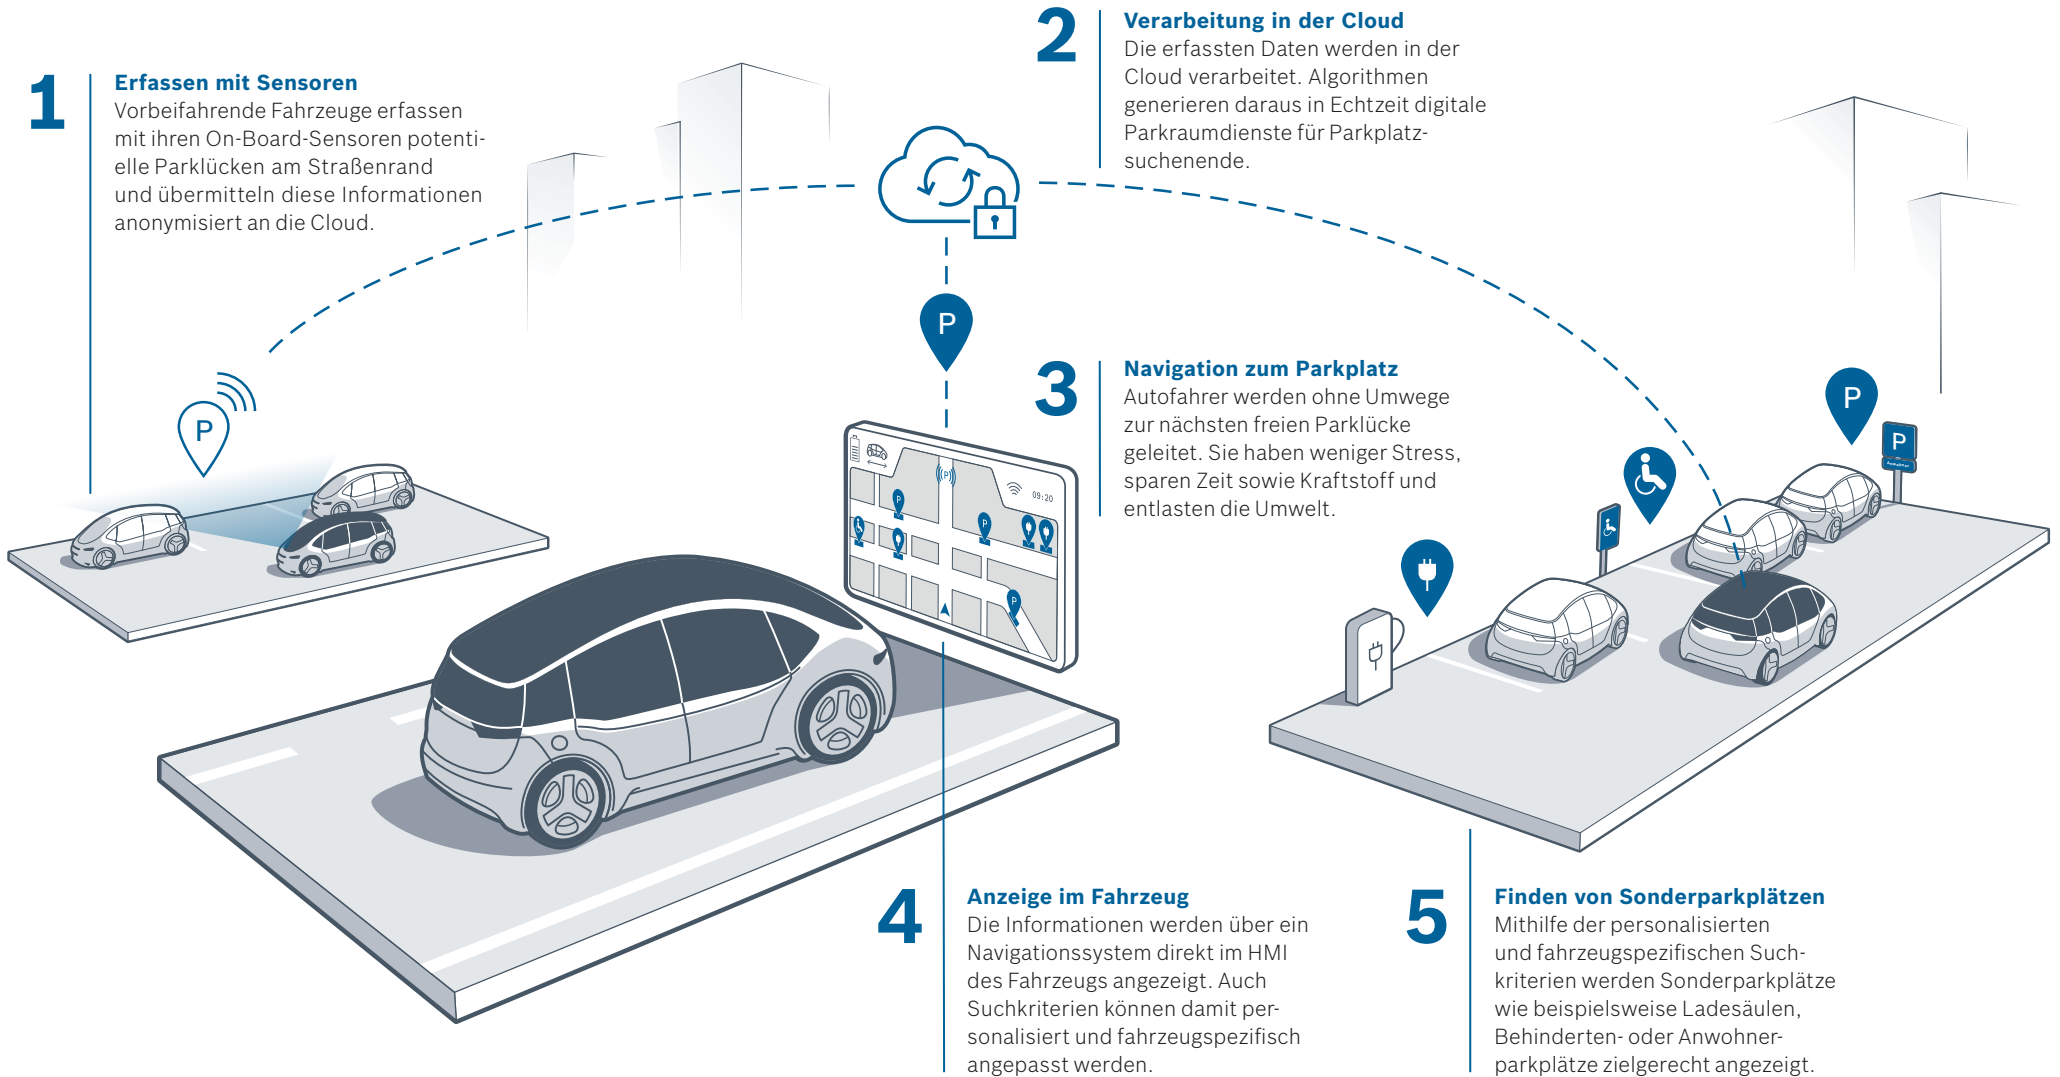 1
Erfassen mit Sensoren
Vorbeifahrende Fahrzeuge erfassen
mit ihren On-Board-Sensoren potenti-
elle Parklücken am Straßenrand
und übermitteln diese Informationen
anonymisiert an die Cloud.
2
Verarbeitung in der Cloud
Die erfassten Daten werden in der
Cloud verarbeitet. Algorithmen
generieren daraus in Echtzeit digitale
Parkraumdienste für Parkplatz-
suchenende.
P
3
Navigation zum Parkplatz
Autofahrer werden ohne Umwege
zur nächsten freien Parklücke
geleitet. Sie haben weniger Stress,
sparen Zeit sowie Kraftstoff und
entlasten die Umwelt.
P
P
P
Anwohner
(P)
09:20
P
P
P
4
Anzeige im Fahrzeug
Die Informationen werden über ein
Navigationssystem direkt im HMI
des Fahrzeugs angezeigt. Auch
Suchkriterien können damit per-
sonalisiert und fahrzeugspezifisch
angepasst werden.
5
Finden von Sonderparkplätzen
Mithilfe der personalisierten
und fahrzeugspezifischen Such-
kriterien werden Sonderparkplätze
wie beispielsweise Ladesäulen,
Behinderten- oder Anwohner-
parkplätze zielgerecht angezeigt.